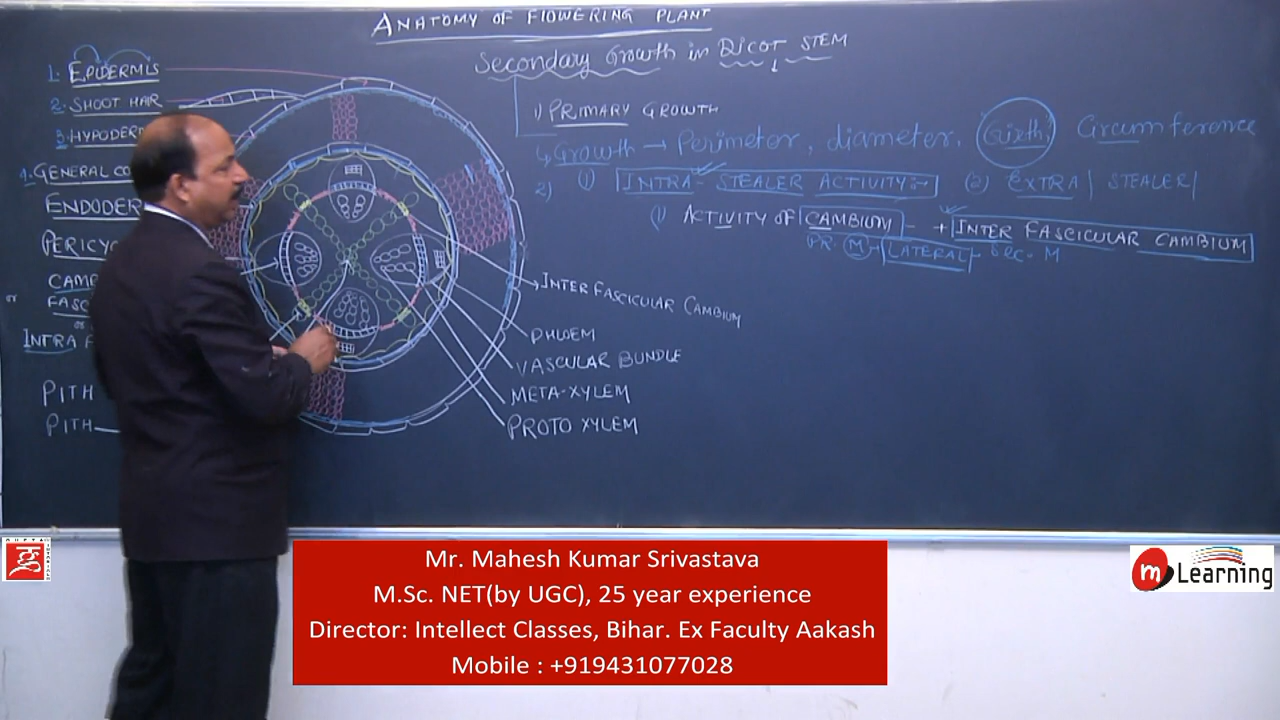 ANATOMY OF FLOWERING PLANT
Secondary Growth in DICOT STEM
1. EPIDERMIS
2. SHOOT HAIR
3. HYPODERM
4. GENERAL CO
ENDODER
PERICYC
CAMB
or
FASC
or
INTRA F
PITH
PITH
1) PRIMARY GROWTH
Growth → Perimeter, diameter, Girth, Circumference
2) (1) INTRA-STEALER ACTIVITY:- (2) EXTRA | STEALER |
(1) ACTIVITY OF CAMBIUM - + INTER FASCICULAR CAMBIUM
PR. M → LATERAL → Sec. M
INTER FASCICULAR CAMBIUM
PHLOEM
VASCULAR BUNDLE
META-XYLEM
PROTO XYLEM
Mr. Mahesh Kumar Srivastava
M.Sc. NET(by UGC), 25 year experience
Director: Intellect Classes, Bihar. Ex Faculty Aakash
Mobile : +919431077028
m Learning